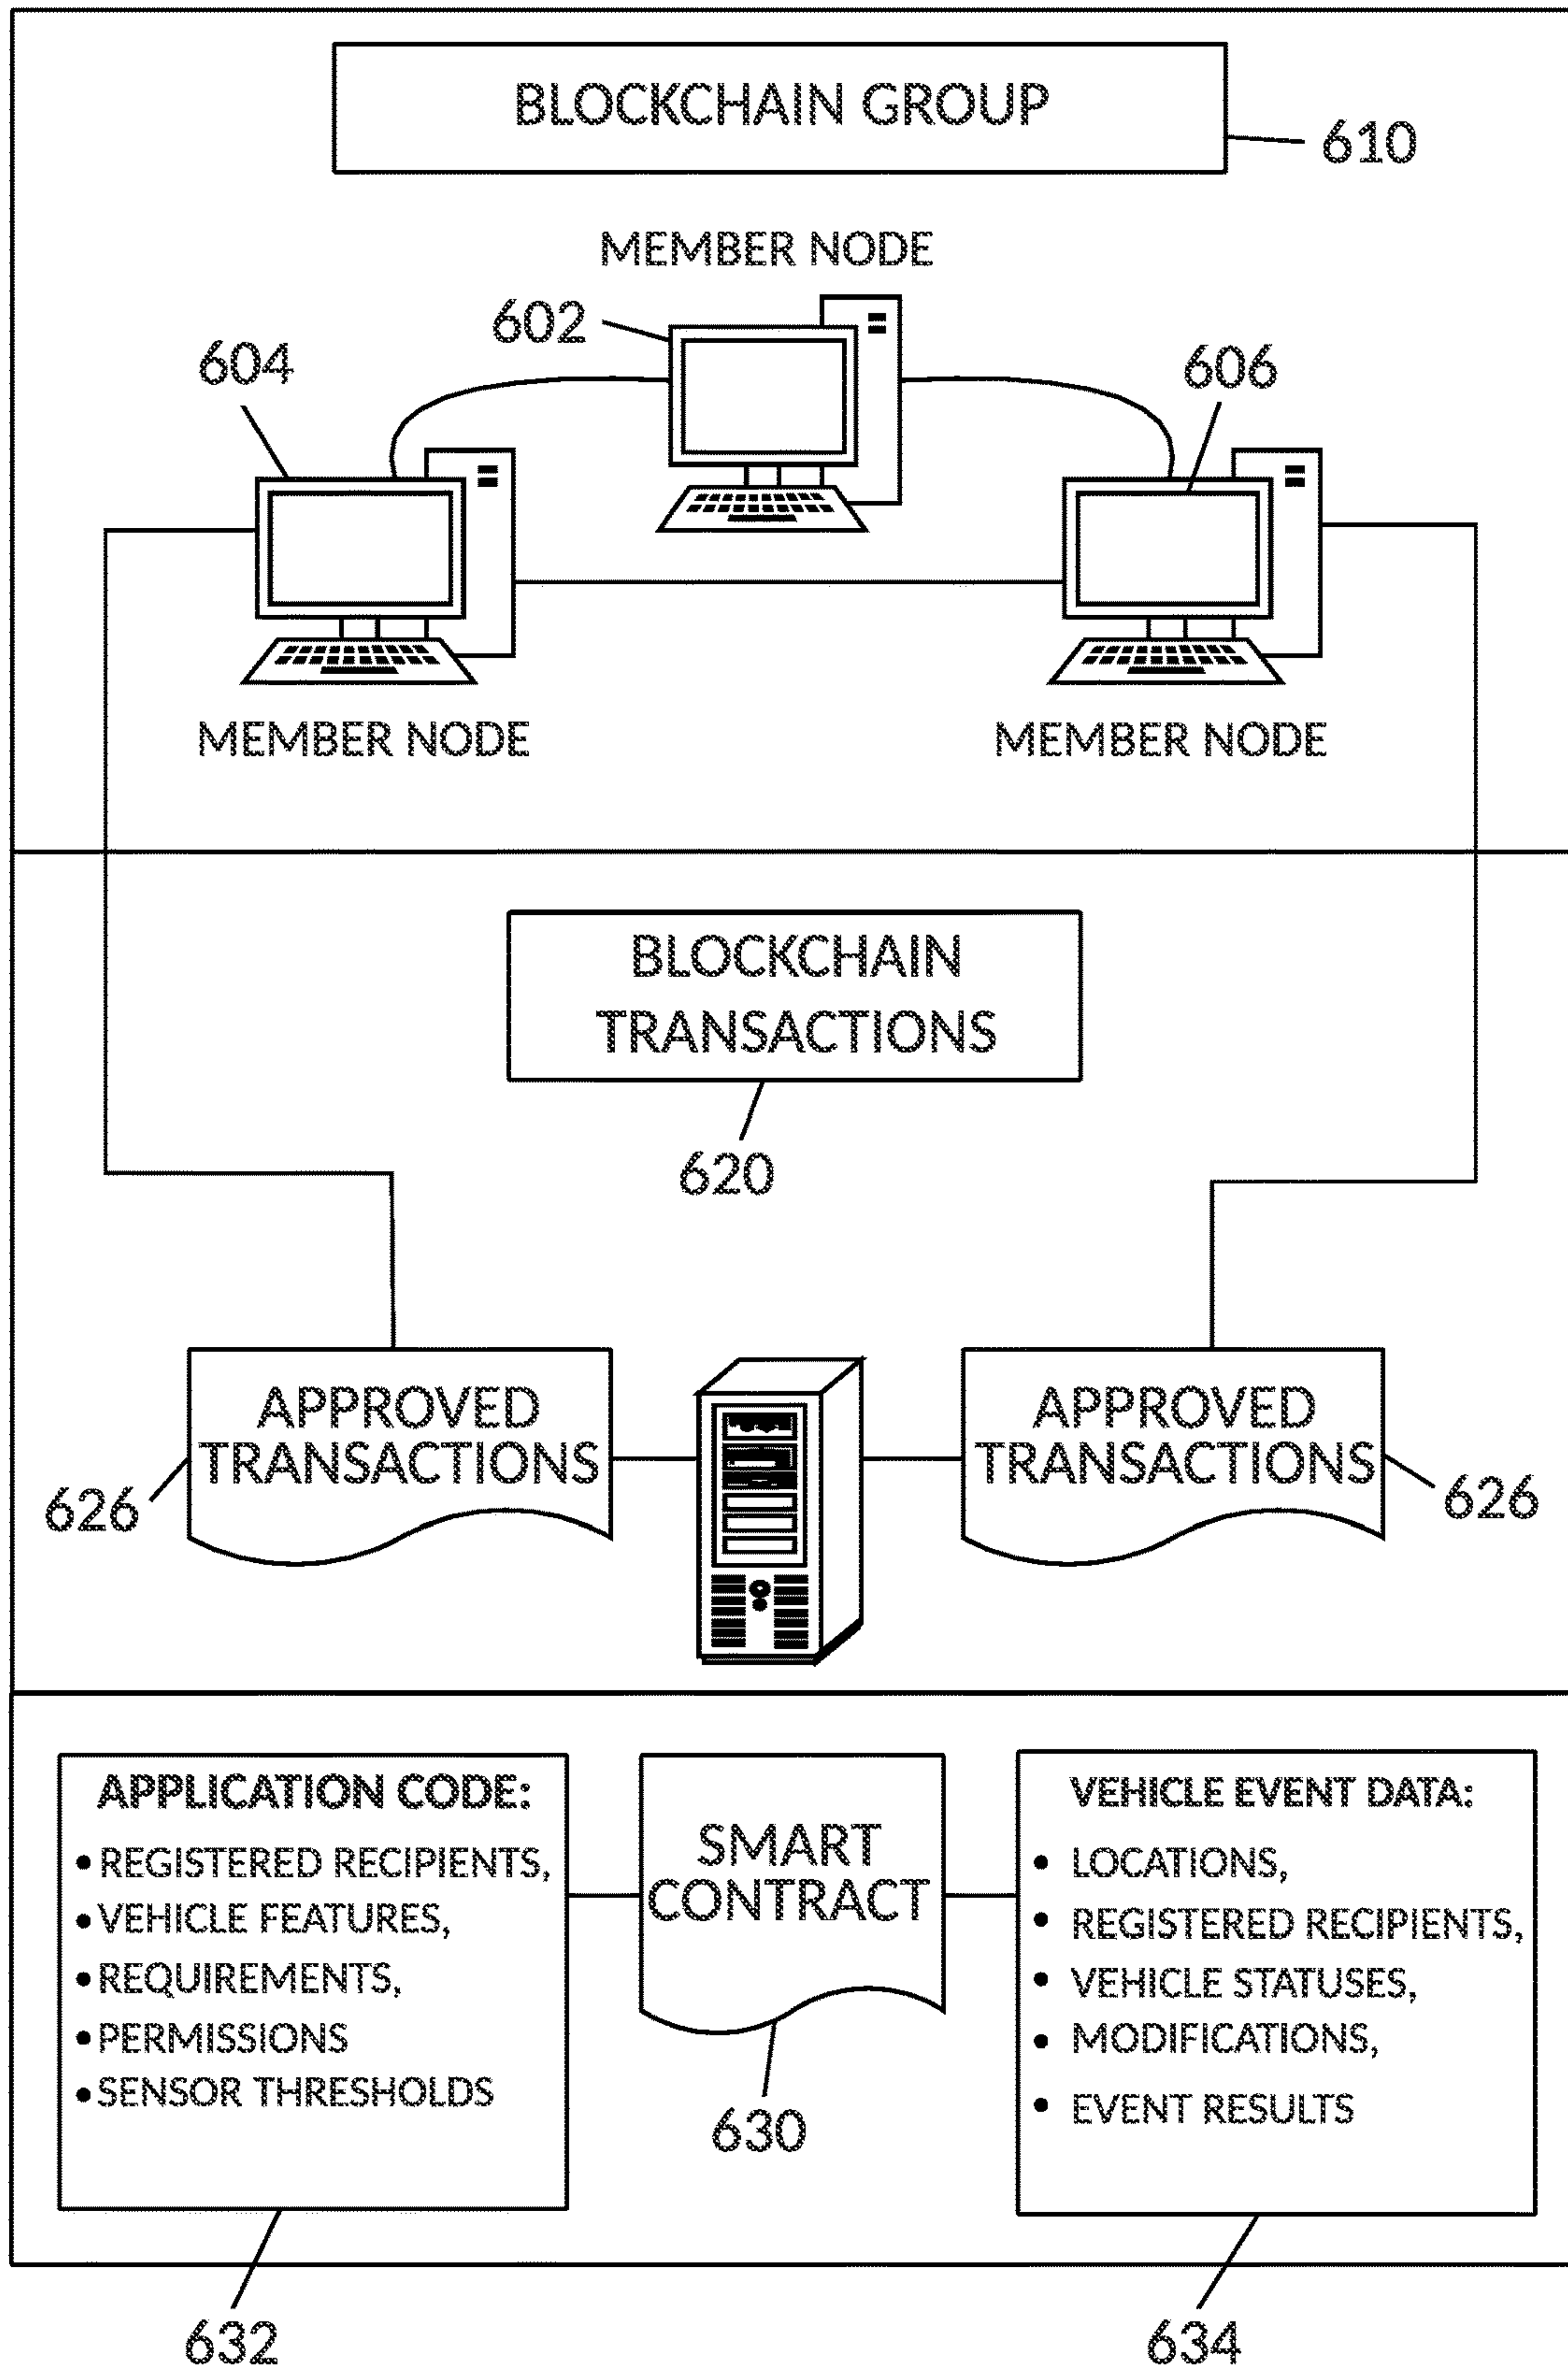 BLOCKCHAIN GROUP
610
MEMBER NODE
602
604
606
MEMBER NODE
MEMBER NODE
BLOCKCHAIN
TRANSACTIONS
620
APPROVED
TRANSACTIONS
626
APPROVED
TRANSACTIONS
626
APPLICATION CODE:
• REGISTERED RECIPIENTS,
• VEHICLE FEATURES,
• REQUIREMENTS,
• PERMISSIONS
• SENSOR THRESHOLDS
SMART
CONTRACT
630
VEHICLE EVENT DATA:
• LOCATIONS,
• REGISTERED RECIPIENTS,
• VEHICLE STATUSES,
• MODIFICATIONS,
• EVENT RESULTS
632
634